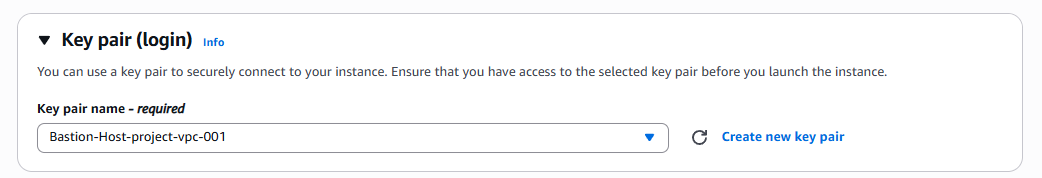 Key pair (login) Info
You can use a key pair to securely connect to your instance. Ensure that you have access to the selected key pair before you launch the instance.
Key pair name - required
Bastion-Host-project-vpc-001
Create new key pair